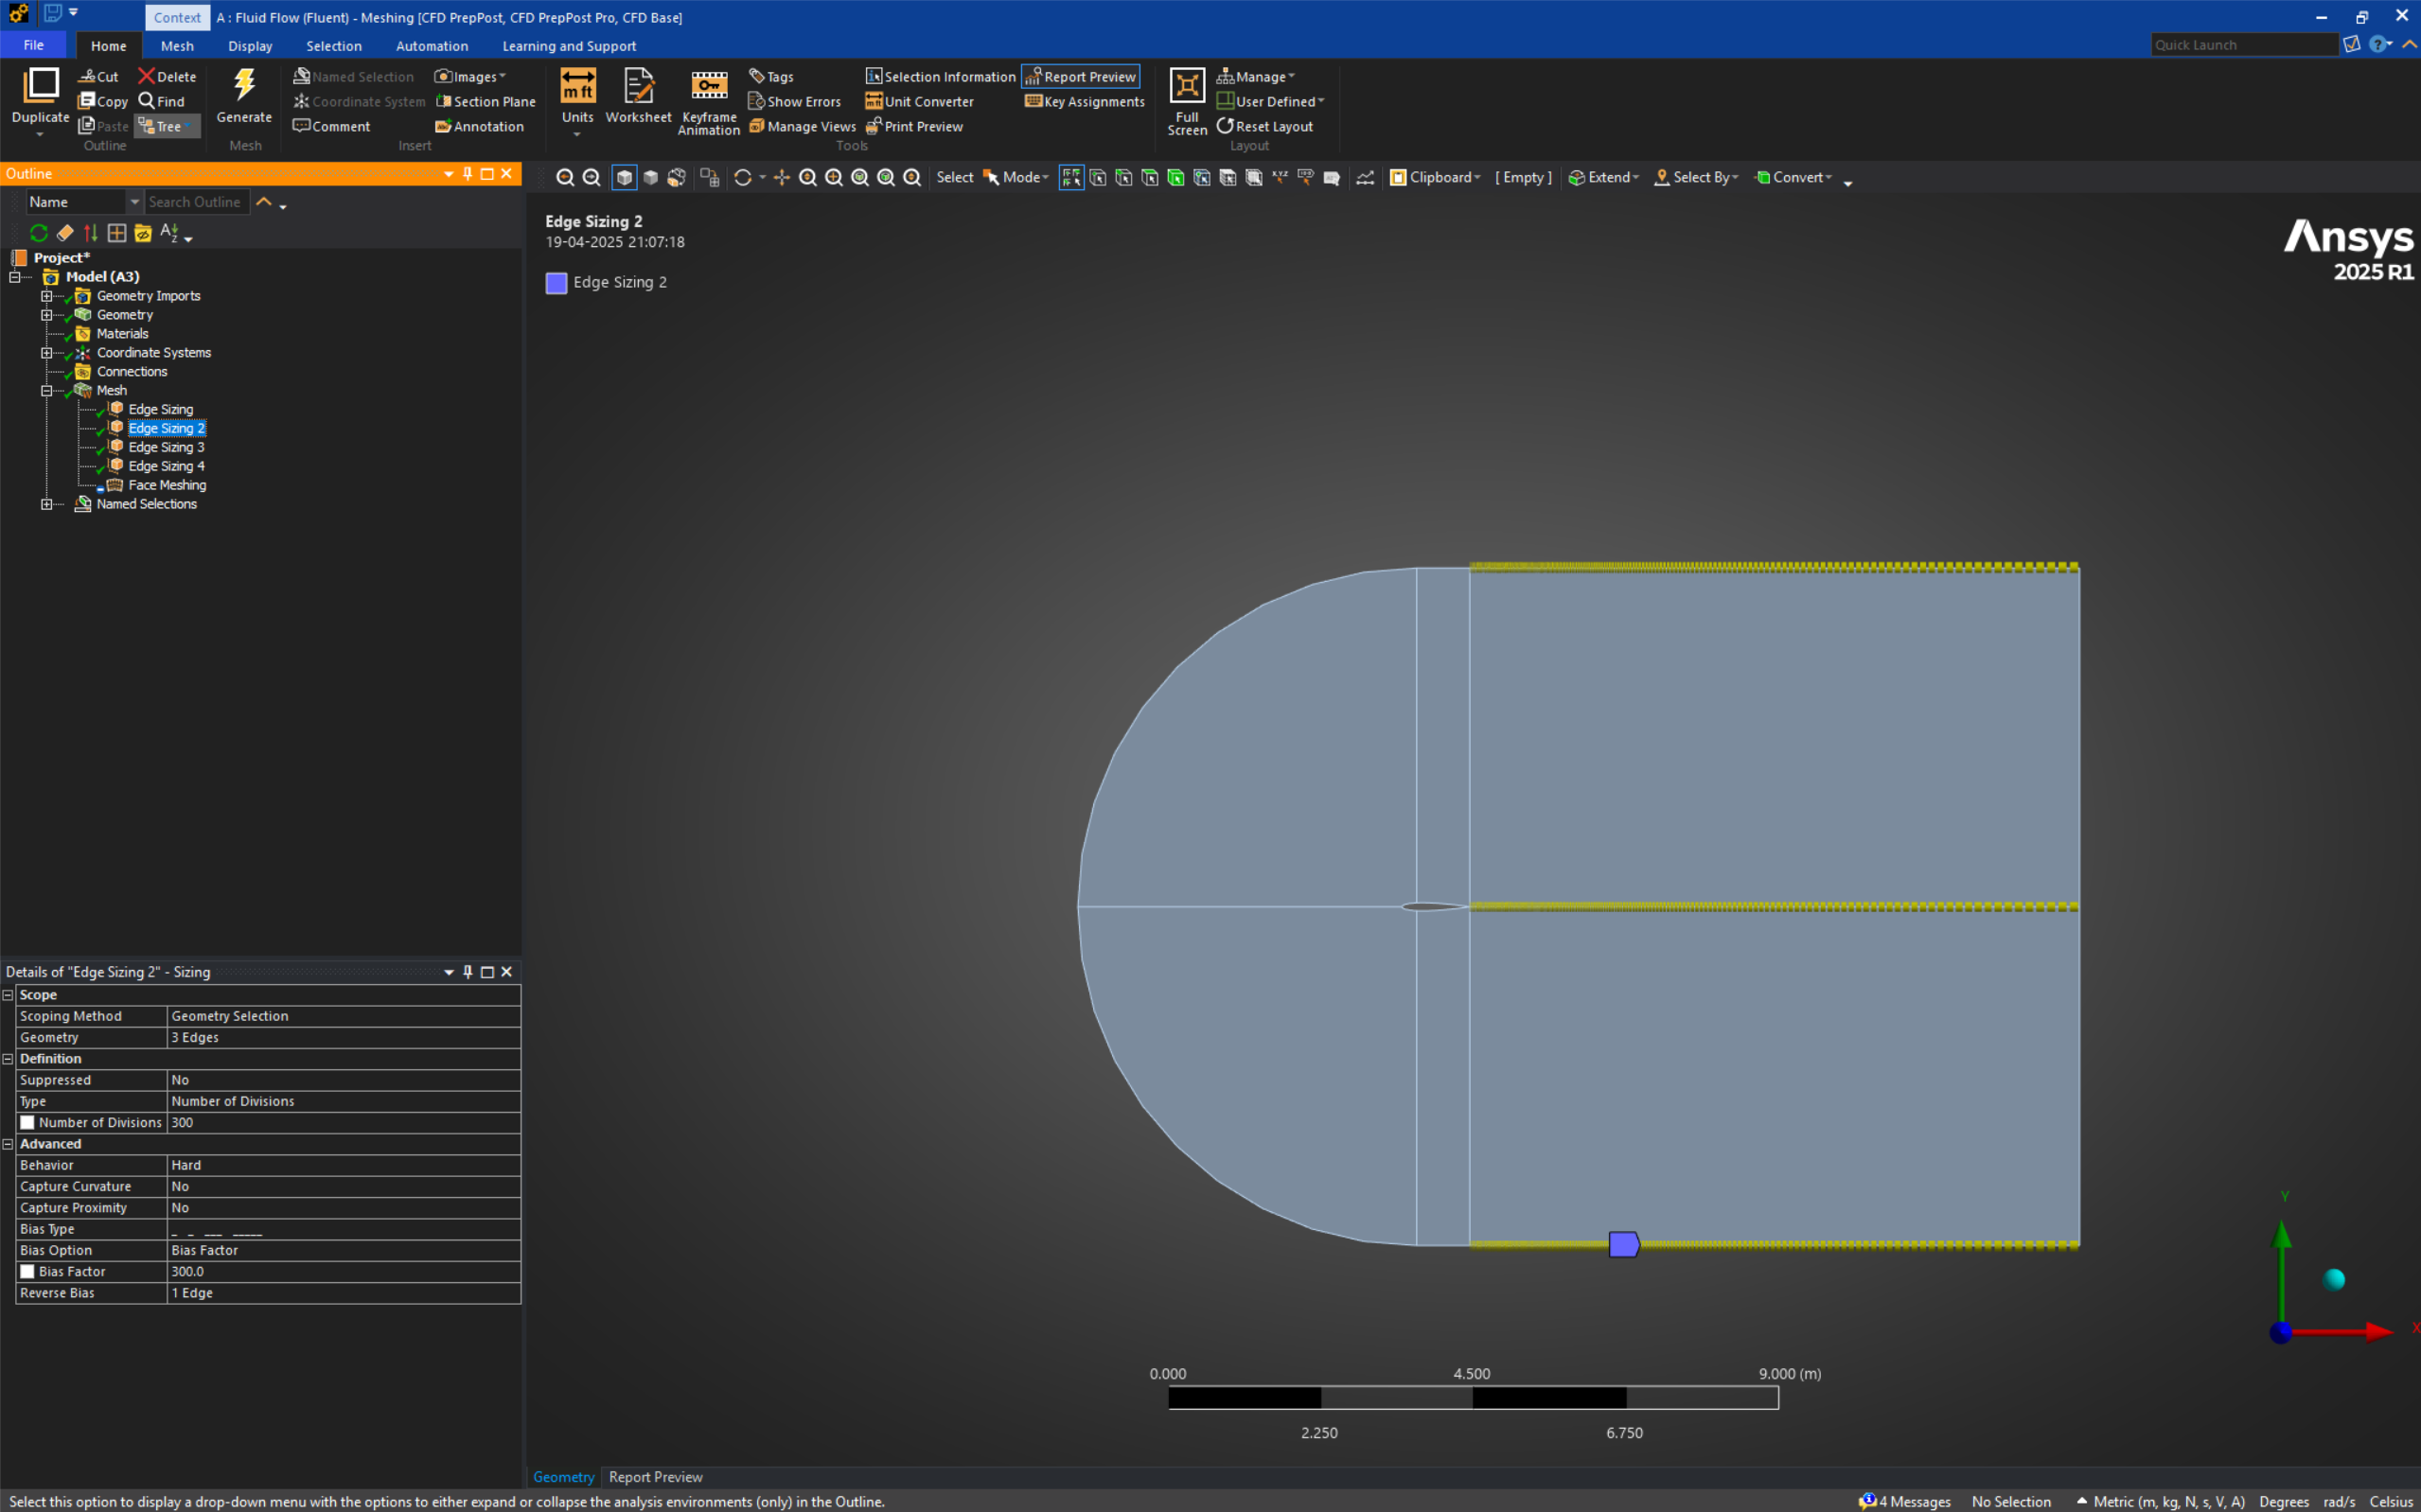 Context A : Fluid Flow (Fluent) - Meshing [CFD PrepPost, CFD PrepPost Pro, CFD Base]
File Home Mesh Display Selection Automation Learning and Support Quick Launch
Cut Delete Named Selection Images Tags Selection Information Report Preview Manage
Copy Find Coordinate System Section Plane Show Errors Unit Converter Key Assignments User Defined
Duplicate Generate Units Worksheet Keyframe Animation Full Screen
m ft
Paste Tree Comment Annotation Manage Views Print Preview Reset Layout
Outline Mesh Insert Tools Layout
Outline
Select Mode Clipboard [ Empty ] Extend Select By Convert
Name Search Outline
Project*
Model (A3)
Geometry Imports
Geometry
Materials
Coordinate Systems
Connections
Mesh
Edge Sizing
Edge Sizing 2
Edge Sizing 3
Edge Sizing 4
Face Meshing
Named Selections
Edge Sizing 2
19-04-2025 21:07:18
Edge Sizing 2
Ansys
2025 R1
Details of "Edge Sizing 2" - Sizing
Scope
Scoping Method Geometry Selection
Geometry 3 Edges
Definition
Suppressed No
Type Number of Divisions
Number of Divisions 300
Advanced
Behavior Hard
Capture Curvature No
Capture Proximity No
Bias Type _ _ __ ____
Bias Option Bias Factor
Bias Factor 300.0
Reverse Bias 1 Edge
Y
X
0.000 4.500 9.000 (m)
2.250 6.750
Geometry Report Preview
Select this option to display a drop-down menu with the options to either expand or collapse the analysis environments (only) in the Outline. 4 Messages No Selection Metric (m, kg, N, s, V, A) Degrees rad/s Celsius